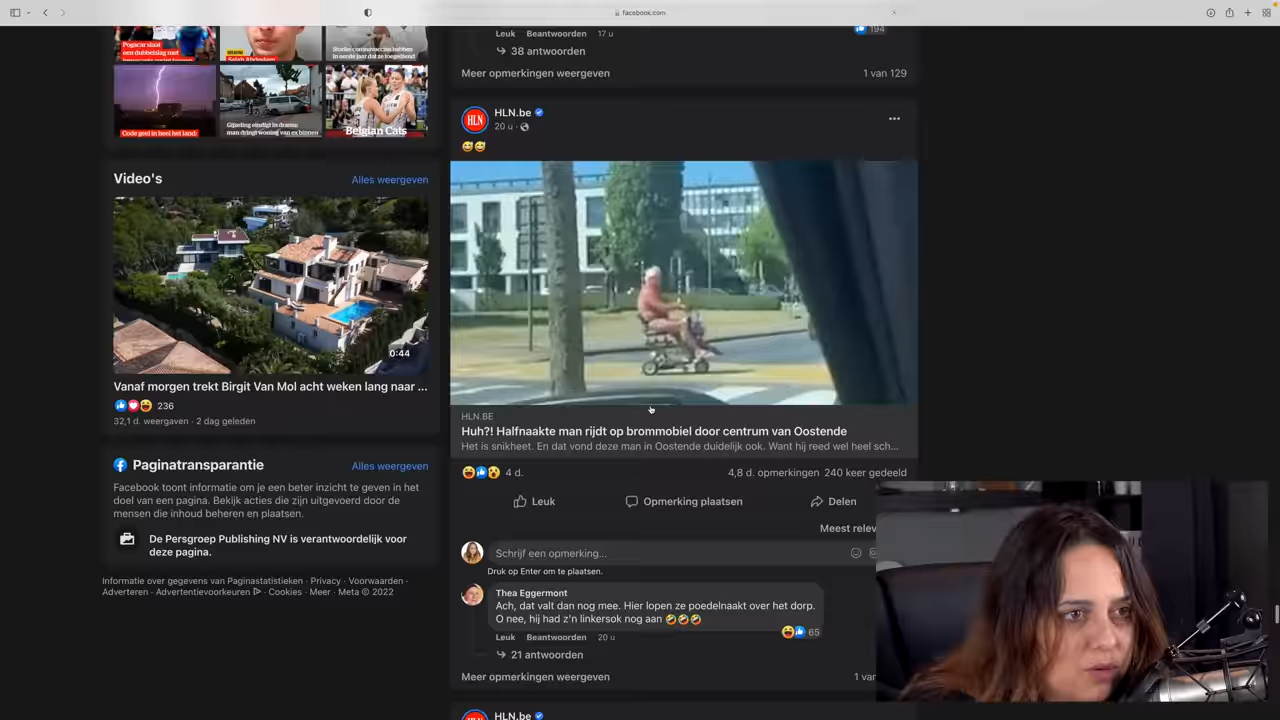 facebook.com
Pogacar slaat
een dubbelslag met
Salah Abdeslam
Studie: coronavaccins hebben
in eerste jaar dat ze toegediend
Code geel in heel het land:
Gijzeling eindigt in drama:
man dringt woning van ex binnen
Belgian Cats
Video's
Alles weergeven
0:44
Vanaf morgen trekt Birgit Van Mol acht weken lang naar ...
236
32,1 d. weergaven · 2 dag geleden
Paginatransparantie
Alles weergeven
Facebook toont informatie om je een beter inzicht te geven in het
doel van een pagina. Bekijk acties die zijn uitgevoerd door de
mensen die inhoud beheren en plaatsen.
De Persgroep Publishing NV is verantwoordelijk voor
deze pagina.
Informatie over gegevens van Paginastatistieken · Privacy · Voorwaarden ·
Adverteren · Advertentievoorkeuren · Cookies · Meer · Meta © 2022
Leuk Beantwoorden 17 u
194
38 antwoorden
Meer opmerkingen weergeven 1 van 129
HLN
HLN.be
20 u ·
😅😅
HLN.BE
Huh?! Halfnaakte man rijdt op brommobiel door centrum van Oostende
Het is snikheet. En dat vond deze man in Oostende duidelijk ook. Want hij reed wel heel sch...
4 d. 4,8 d. opmerkingen 240 keer gedeeld
Leuk Opmerking plaatsen Delen
Meest relev
Schrijf een opmerking...
Druk op Enter om te plaatsen.
Thea Eggermont
Ach, dat valt dan nog mee. Hier lopen ze poedelnaakt over het dorp.
O nee, hij had z'n linkersok nog aan 🤣🤣🤣
65
Leuk Beantwoorden 20 u
21 antwoorden
Meer opmerkingen weergeven 1 van
HLN
HLN.be